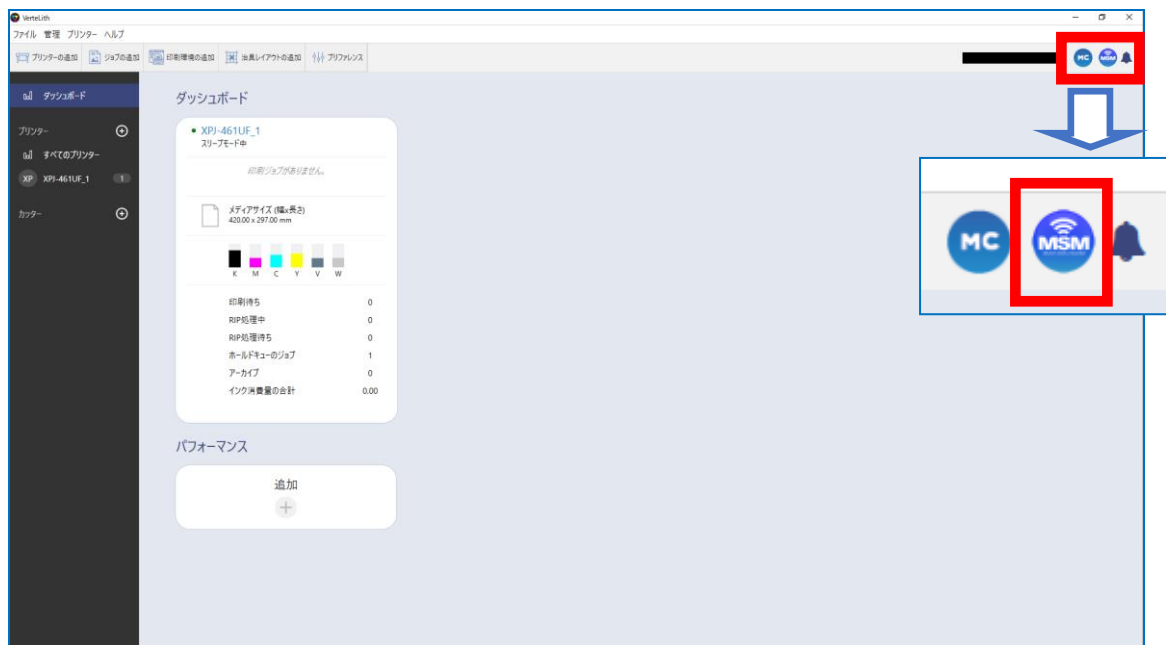 VerteLith
ファイル 管理 プリンター ヘルプ
プリンターの追加 ジョブの追加 印刷環境の追加 治具レイアウトの追加 プリファレンス
MC MSM
ダッシュボード
プリンター
すべてのプリンター
XP XPJ-461UF_1 1
カッター
ダッシュボード
XPJ-461UF_1
スリープモード中
印刷ジョブがありません。
メディアサイズ (幅x長さ)
420.00 x 297.00 mm
K M C Y V W
印刷待ち 0
RIP処理中 0
RIP処理待ち 0
ホールドキューのジョブ 1
アーカイブ 0
インク消費量の合計 0.00
パフォーマンス
追加
MC MSM